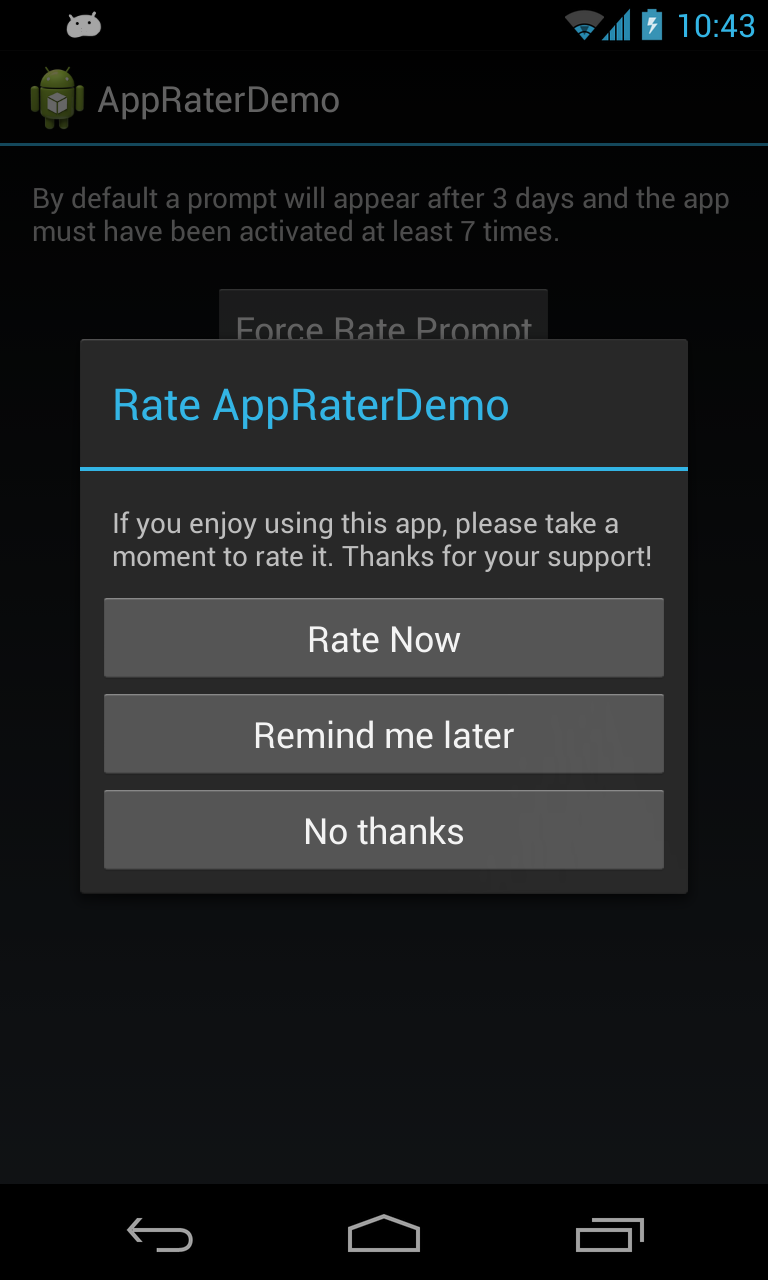 10:43
AppRaterDemo
By default a prompt will appear after 3 days and the app
must have been activated at least 7 times.
Force Rate Prompt
Rate AppRaterDemo
If you enjoy using this app, please take a
moment to rate it. Thanks for your support!
Rate Now
Remind me later
No thanks